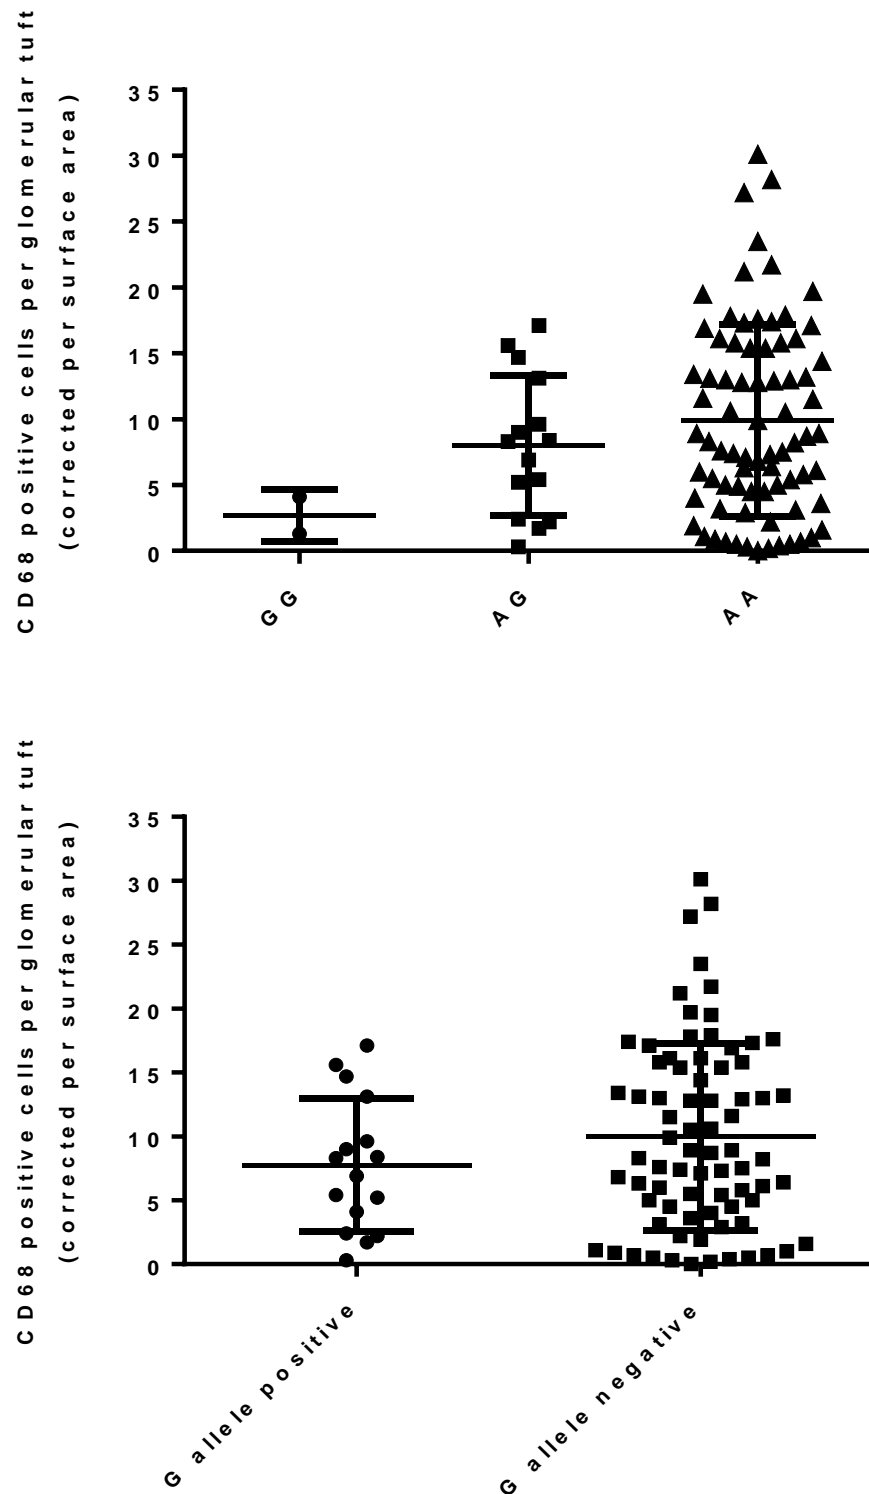 CD68 positive cells per glomerular tuft
(corrected per surface area)
35
30
25
20
15
10
5
0
GG
AG
AA
CD68 positive cells per glomerular tuft
(corrected per surface area)
35
30
25
20
15
10
5
0
G allele positive
G allele negative